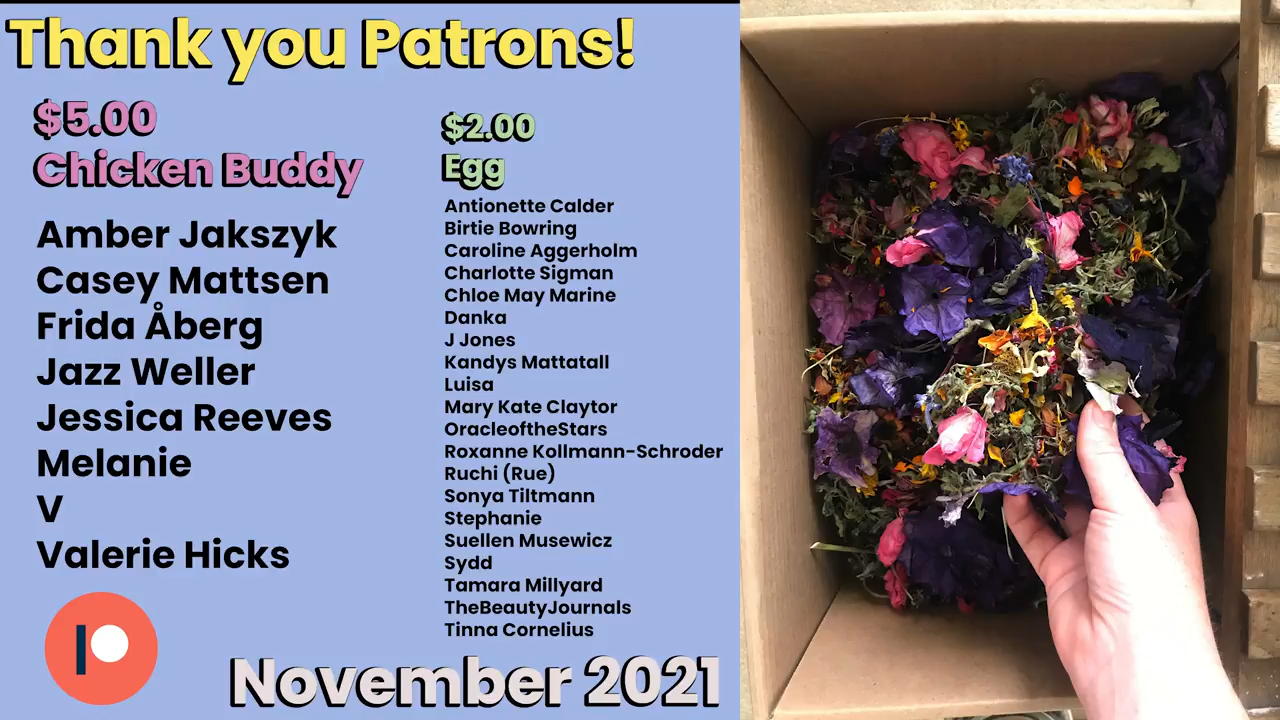 Thank you Patrons!
$5.00
Chicken Buddy
Amber Jakszyk
Casey Mattsen
Frida Åberg
Jazz Weller
Jessica Reeves
Melanie
V
Valerie Hicks
$2.00
Egg
Antionette Calder
Birtie Bowring
Caroline Aggerholm
Charlotte Sigman
Chloe May Marine
Danka
J Jones
Kandys Mattatall
Luisa
Mary Kate Claytor
OracleoftheStars
Roxanne Kollmann-Schroder
Ruchi (Rue)
Sonya Tiltmann
Stephanie
Suellen Musewicz
Sydd
Tamara Millyard
TheBeautyJournals
Tinna Cornelius
November 2021